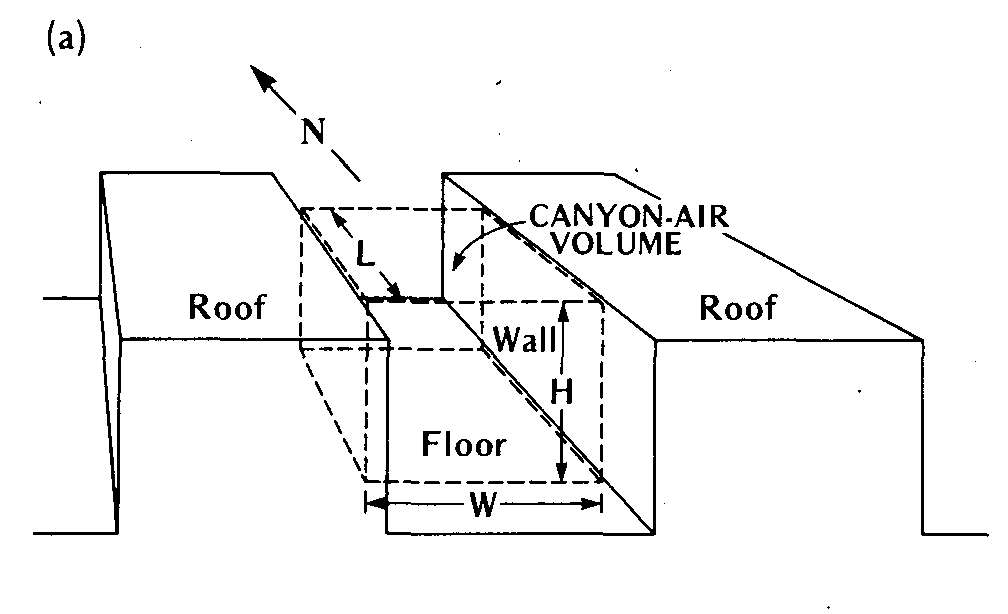 (a)
N
CANYON-AIR
VOLUME
L
Roof
Roof
Wall
H
Floor
W